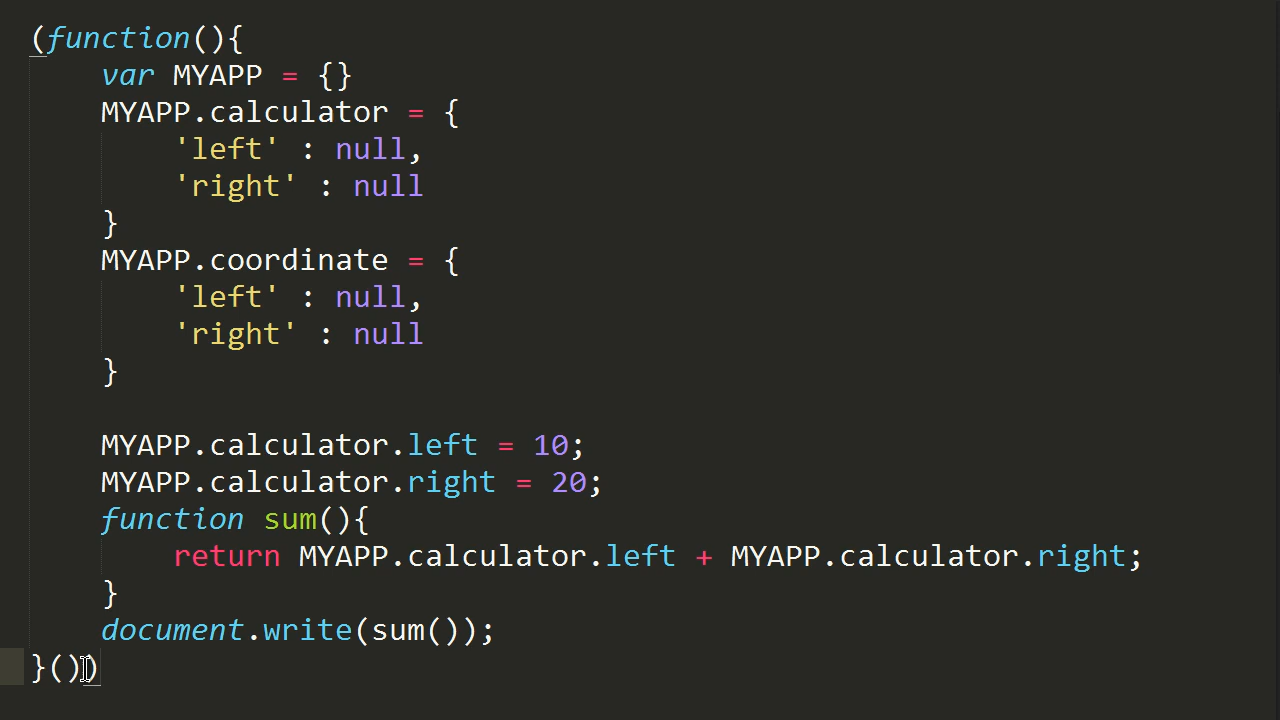 (function(){
    var MYAPP = {}
    MYAPP.calculator = {
        'left' : null,
        'right' : null
    }
    MYAPP.coordinate = {
        'left' : null,
        'right' : null
    }

    MYAPP.calculator.left = 10;
    MYAPP.calculator.right = 20;
    function sum(){
        return MYAPP.calculator.left + MYAPP.calculator.right;
    }
    document.write(sum());
}())